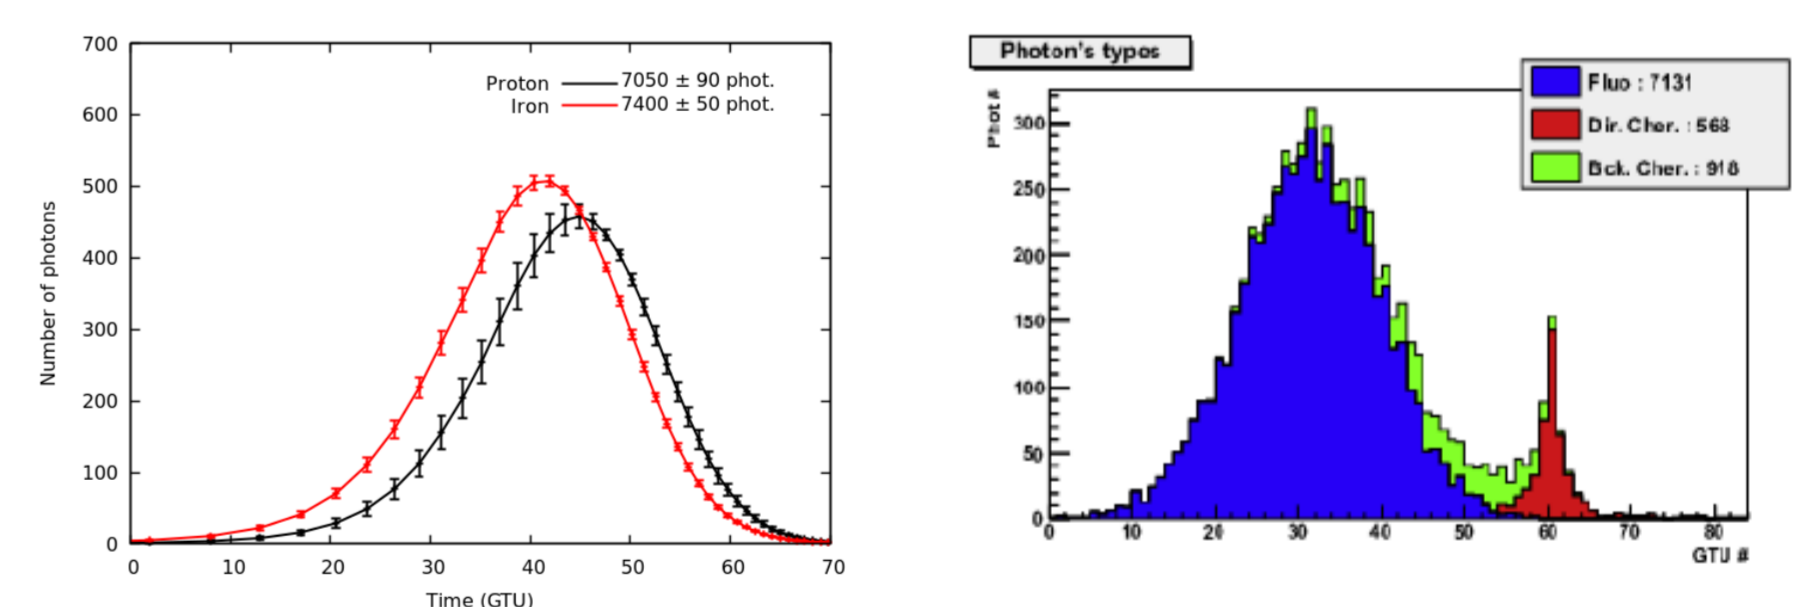 700
600
500
400
300
200
100
0
Number of photons
Proton 7050 ± 90 phot.
Iron 7400 ± 50 phot.
0 10 20 30 40 50 60 70
Time (GTU)
Photon's types
Phot #
300
250
200
150
100
50
0
Fluo : 7131
Dir. Cher. : 568
Bck. Cher. : 918
0 10 20 30 40 50 60 70 80
GTU #